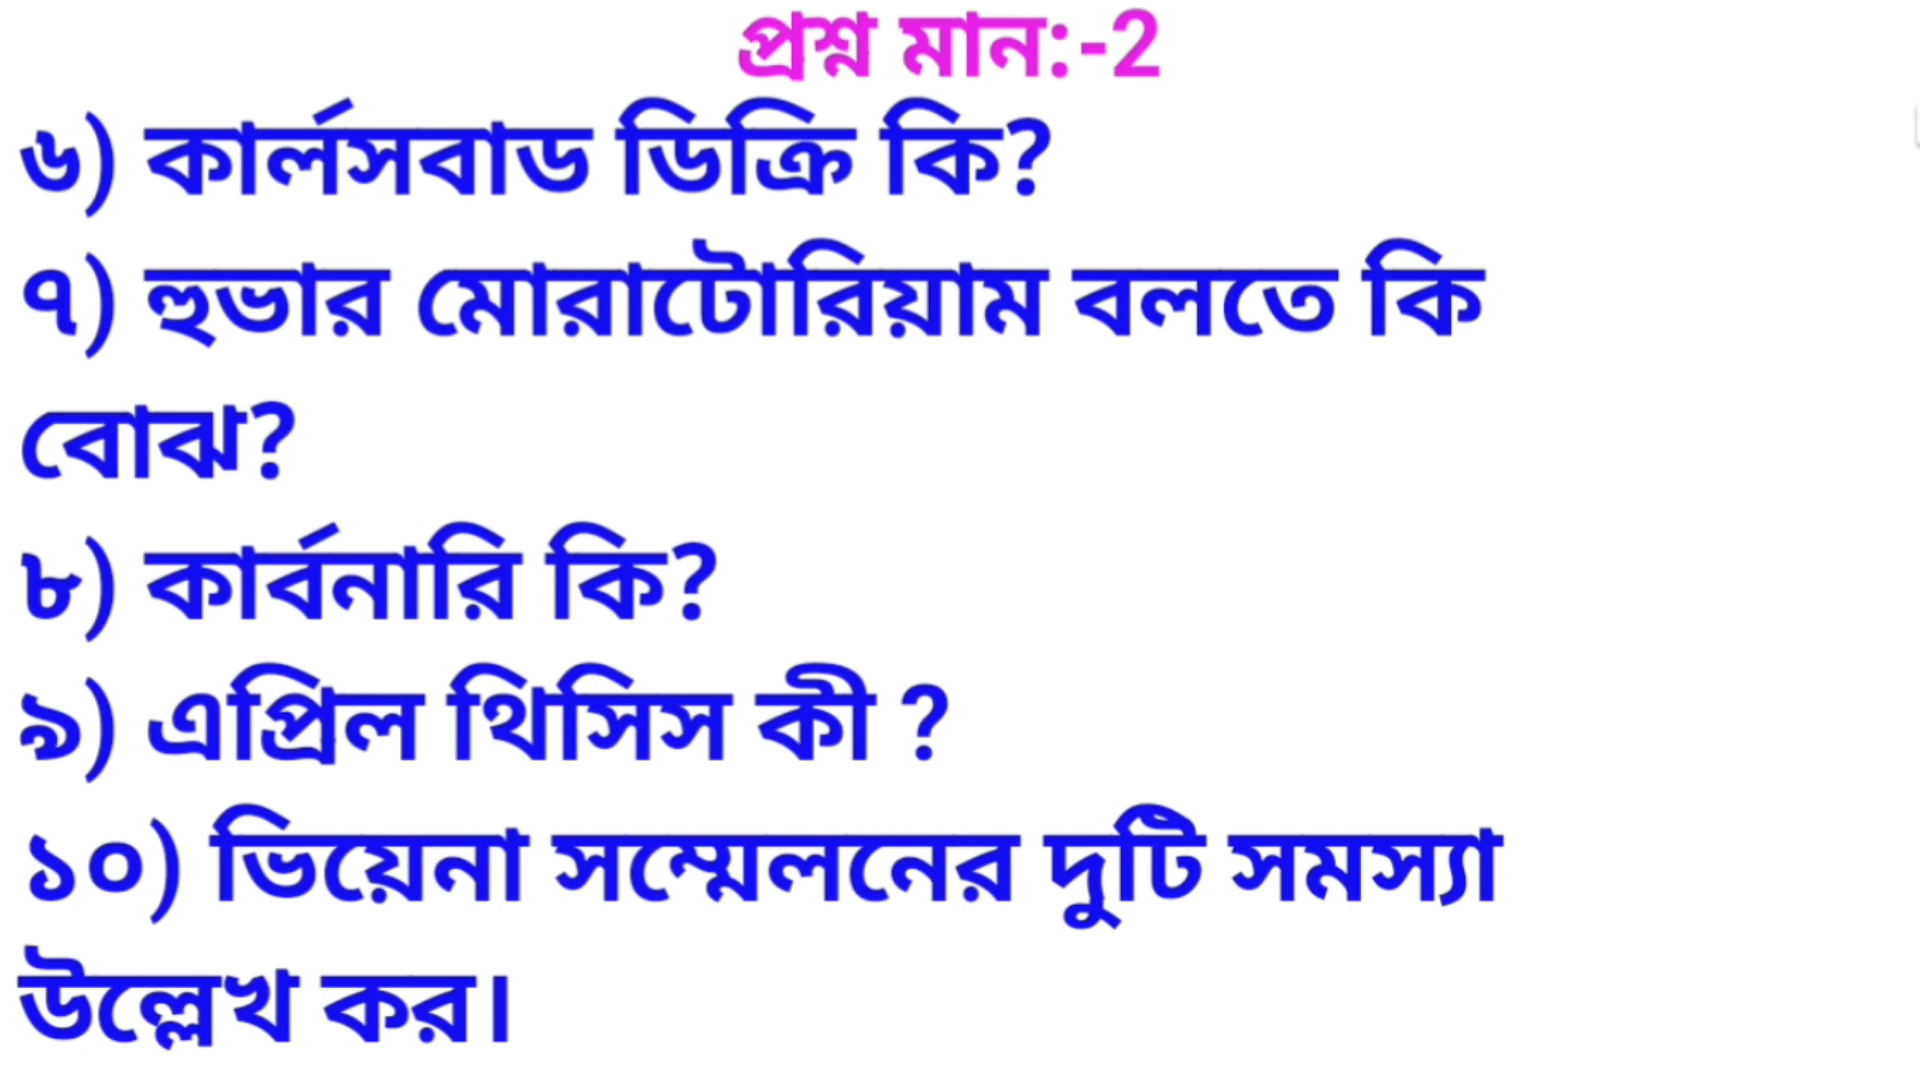 প্রশ্ন মান:-2
৬) কার্লসবাড ডিক্রি কি?
৭) হুভার মোরাটোরিয়াম বলতে কি
বোঝ?
৮) কার্বনারি কি?
৯) এপ্রিল থিসিস কী ?
১০) ভিয়েনা সম্মেলনের দুটি সমস্যা
উল্লেখ কর।